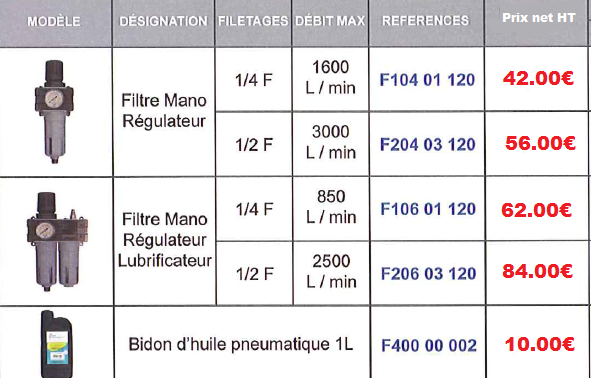 MODÈLE DÉSIGNATION FILETAGES DÉBIT MAX REFERENCES Prix net HT
Filtre Mano
Régulateur
1/4 F 1600
L / min F104 01 120 42.00€
1/2 F 3000
L / min F204 03 120 56.00€
Filtre Mano
Régulateur
Lubrificateur
1/4 F 850
L / min F106 01 120 62.00€
1/2 F 2500
L / min F206 03 120 84.00€
Bidon d'huile pneumatique 1L F400 00 002 10.00€